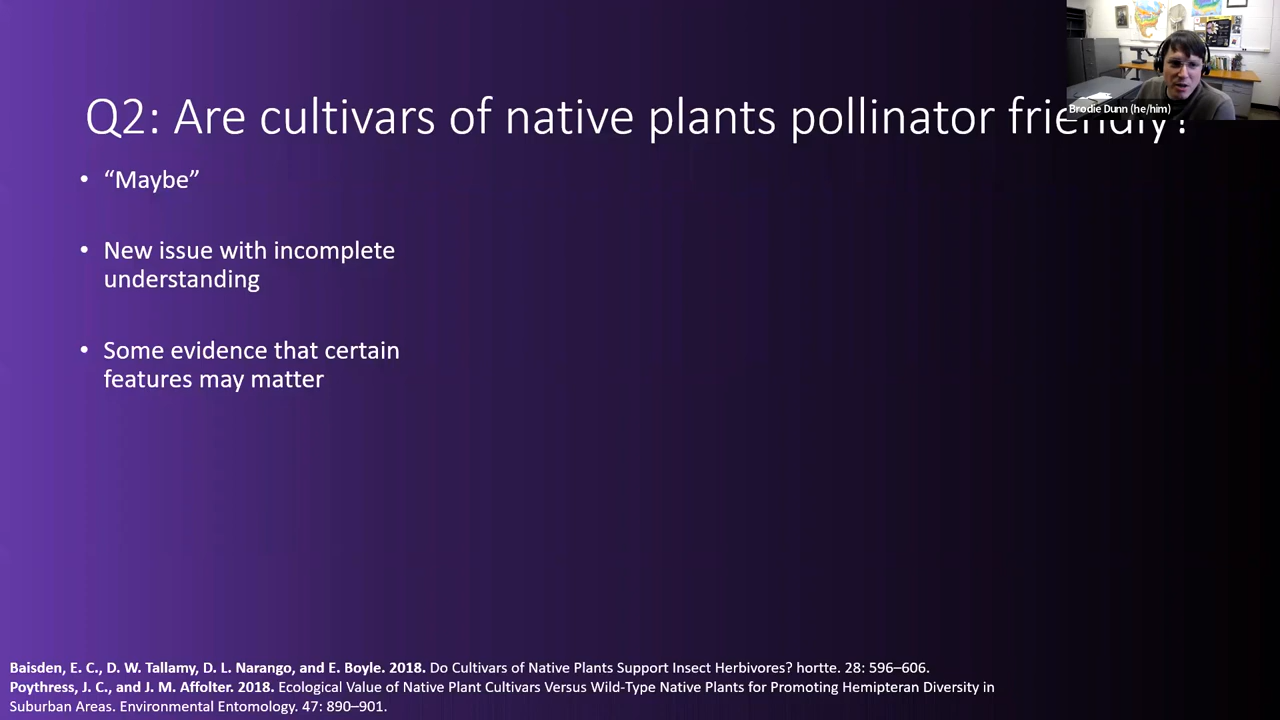 Q2: Are cultivars of native plants pollinator friendly?
Brodie Dunn (he/him)
• “Maybe”
• New issue with incomplete
understanding
• Some evidence that certain
features may matter
Baisden, E. C., D. W. Tallamy, D. L. Narango, and E. Boyle. 2018. Do Cultivars of Native Plants Support Insect Herbivores? hortte. 28: 596–606.
Poythress, J. C., and J. M. Affolter. 2018. Ecological Value of Native Plant Cultivars Versus Wild-Type Native Plants for Promoting Hemipteran Diversity in
Suburban Areas. Environmental Entomology. 47: 890–901.